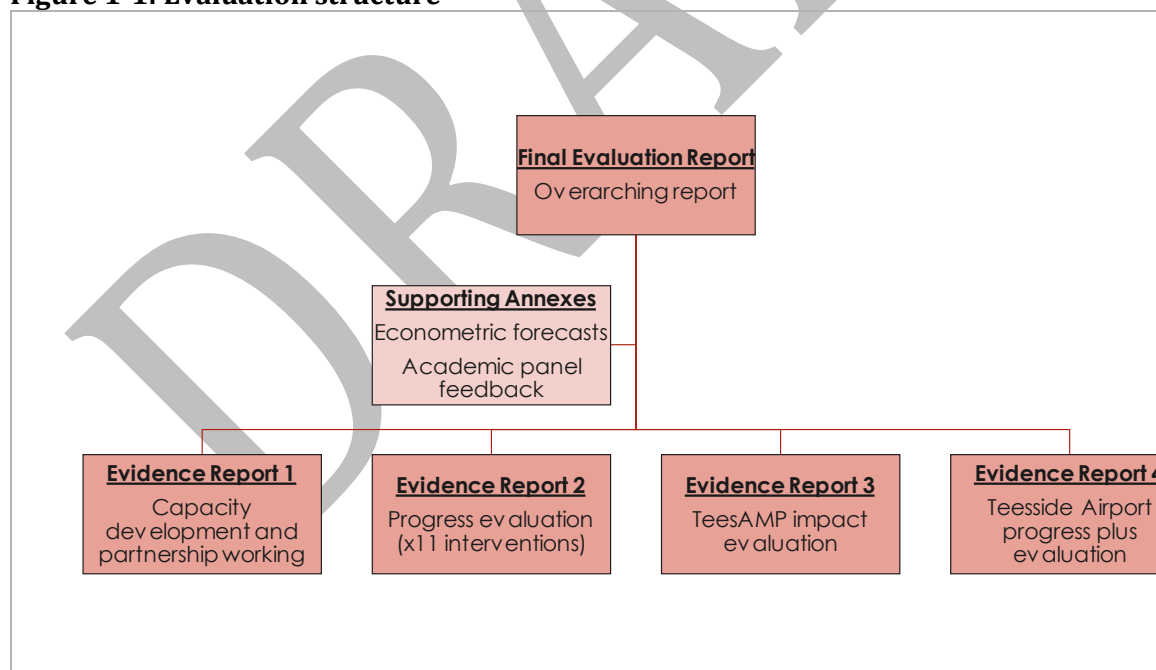 Figure 1-1: Evaluation structure
Final Evaluation Report
Overarching report
Supporting Annexes
Econometric forecasts
Academic panel
feedback
Evidence Report 1
Capacity
development and
partnership working
Evidence Report 2
Progress evaluation
(x11 interventions)
Evidence Report 3
TeesAMP impact
evaluation
Evidence Report 4
Teesside Airport
progress plus
evaluation
DRA